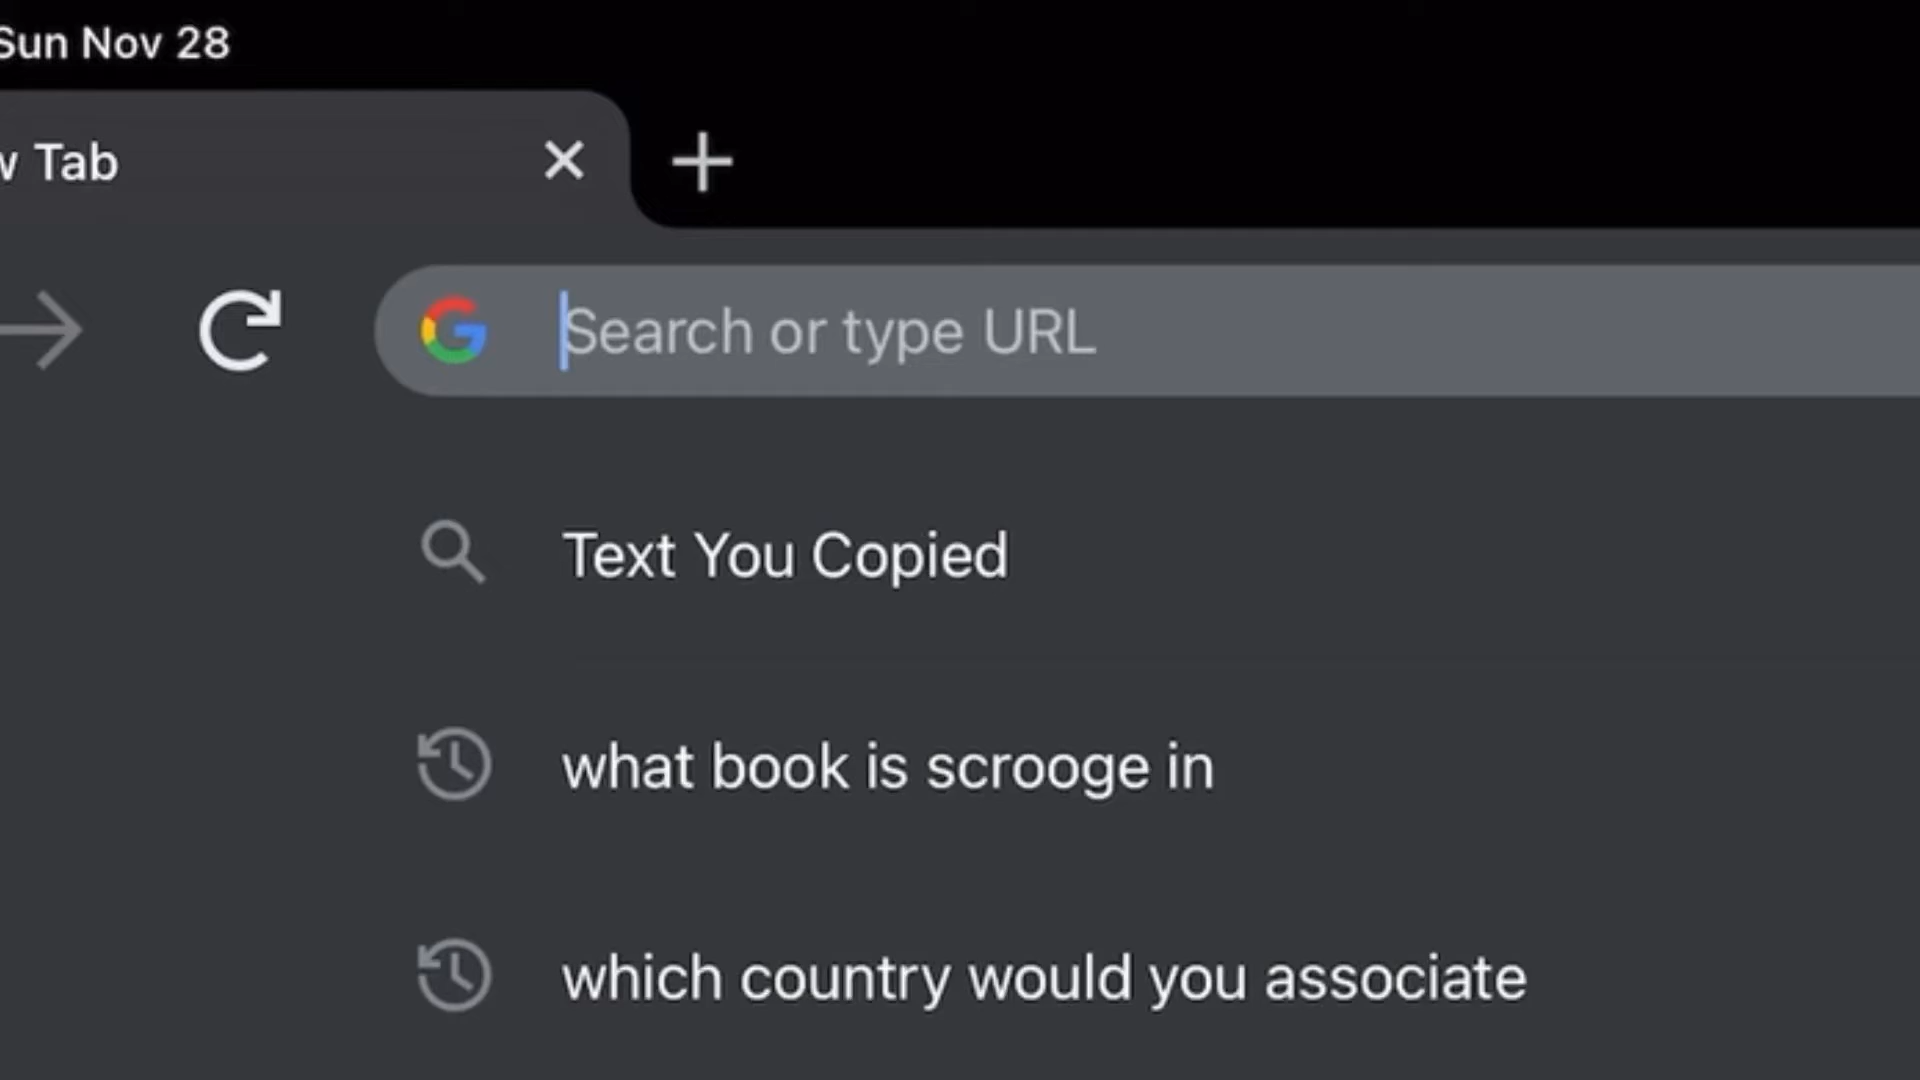 Sun Nov 28
Tab
Search or type URL
Text You Copied
what book is scrooge in
which country would you associate